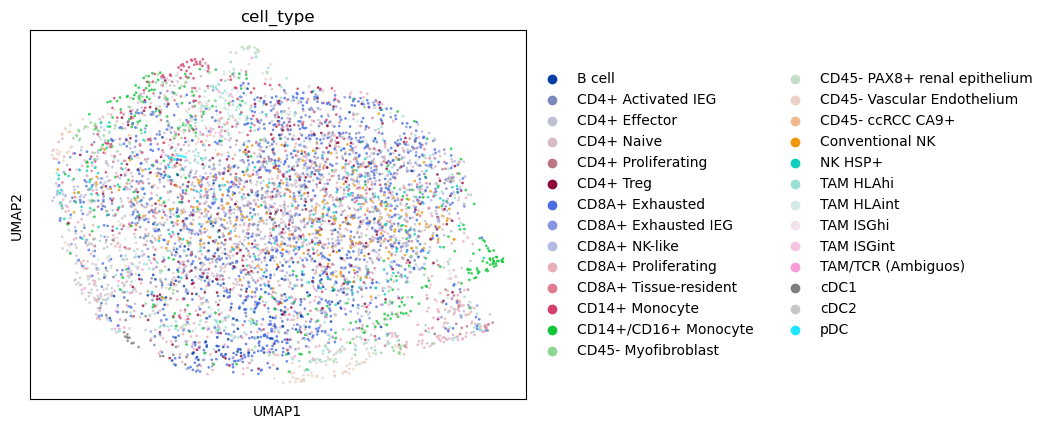 cell_type
UMAP2
UMAP1
B cell
CD4+ Activated IEG
CD4+ Effector
CD4+ Naive
CD4+ Proliferating
CD4+ Treg
CD8A+ Exhausted
CD8A+ Exhausted IEG
CD8A+ NK-like
CD8A+ Proliferating
CD8A+ Tissue-resident
CD14+ Monocyte
CD14+/CD16+ Monocyte
CD45- Myofibroblast
CD45- PAX8+ renal epithelium
CD45- Vascular Endothelium
CD45- ccRCC CA9+
Conventional NK
NK HSP+
TAM HLAhi
TAM HLAint
TAM ISGhi
TAM ISGint
TAM/TCR (Ambiguos)
cDC1
cDC2
pDC